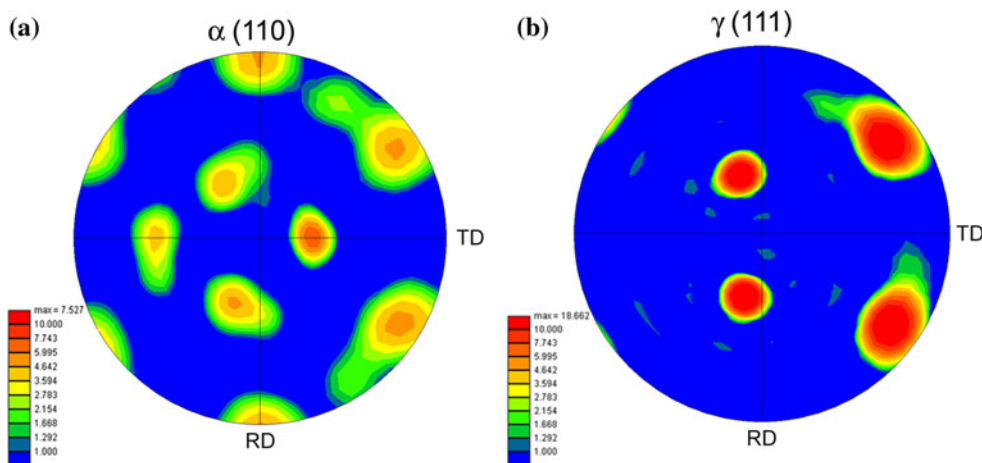 (a)
α (110)
TD
RD
max = 7.527
10.000
7.743
5.995
4.642
3.594
2.783
2.154
1.668
1.292
1.000
(b)
γ (111)
TD
RD
max = 18.662
10.000
7.743
5.995
4.642
3.594
2.783
2.154
1.668
1.292
1.000